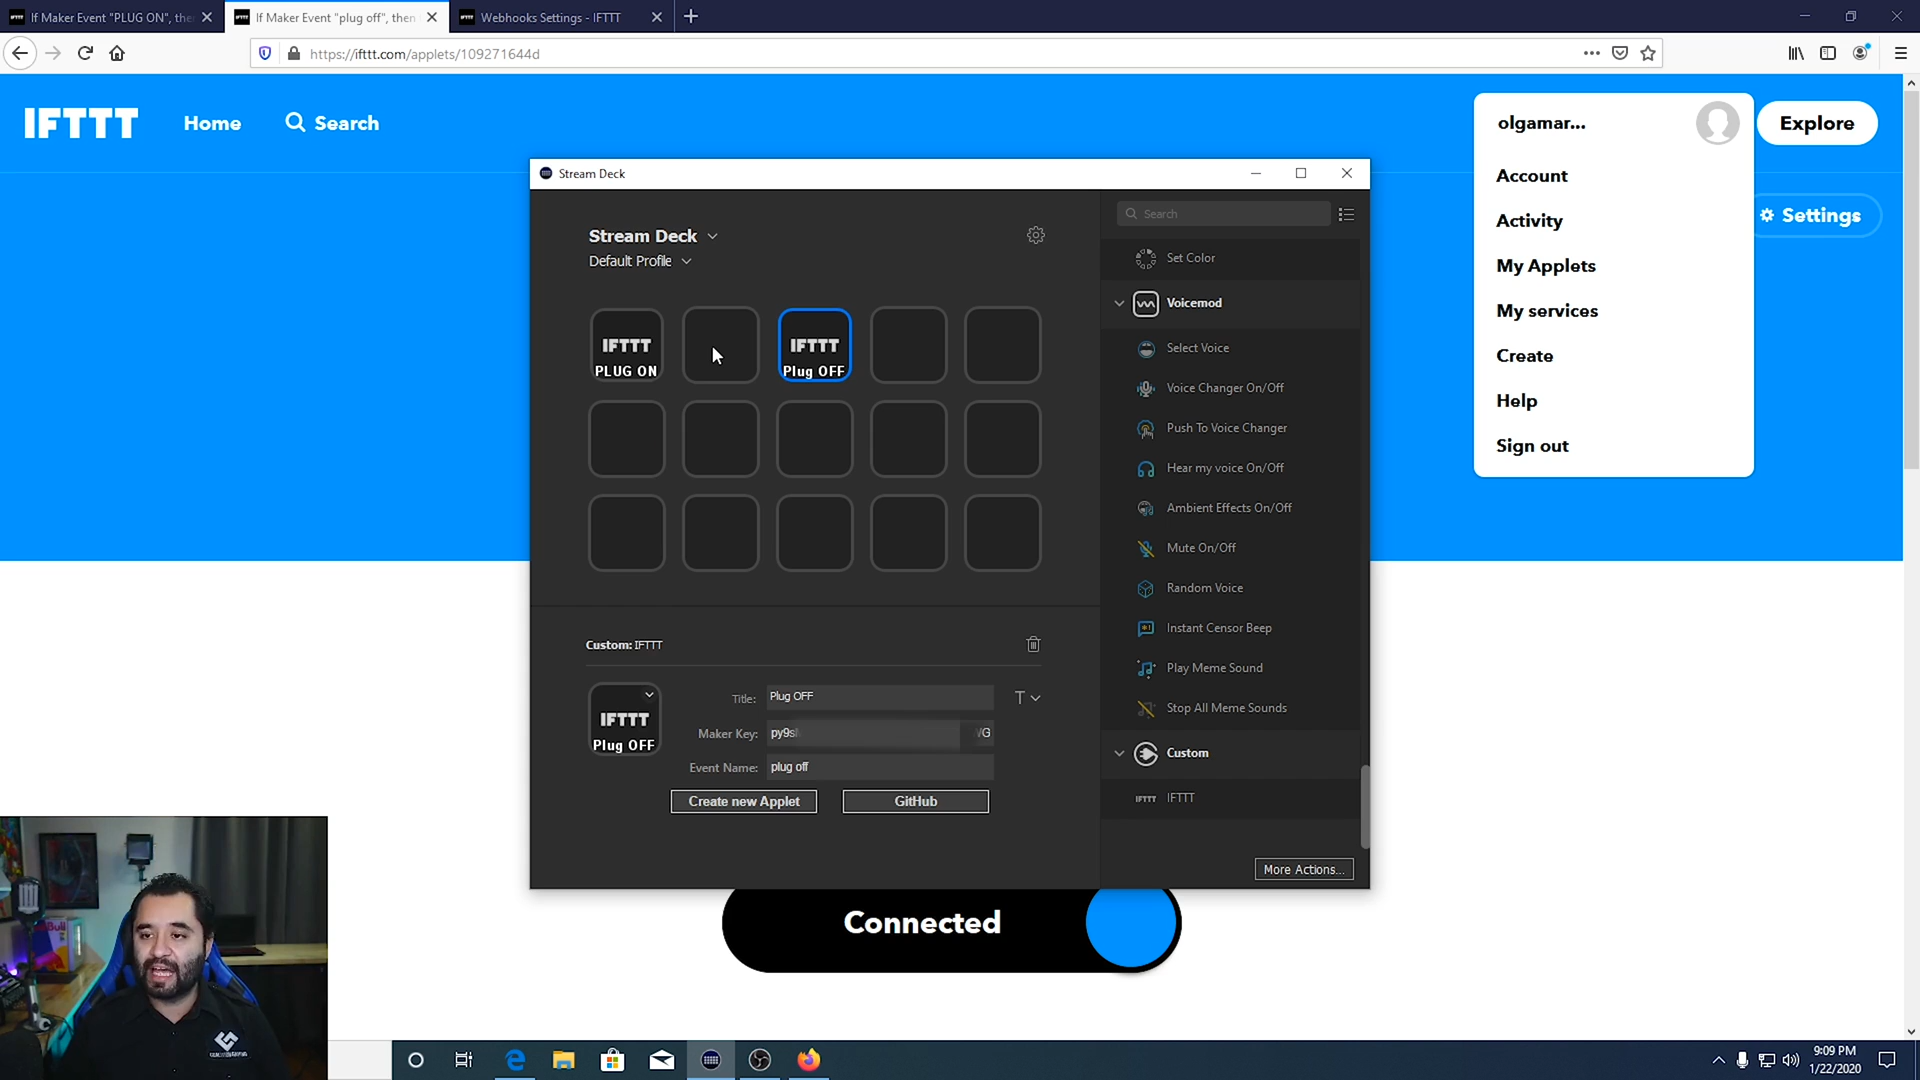 If Maker Event "PLUG ON", the
If Maker Event "plug off", then
Webhooks Settings - IFTTT
https://ifttt.com/applets/109271644d
IFTTT
Home
Search
olgamar...
Explore
Account
Activity
My Applets
My services
Create
Help
Sign out
Settings
Stream Deck
Stream Deck
Default Profile
IFTTT
PLUG ON
IFTTT
Plug OFF
Search
Set Color
Voicemod
Select Voice
Voice Changer On/Off
Push To Voice Changer
Hear my voice On/Off
Ambient Effects On/Off
Mute On/Off
Random Voice
Instant Censor Beep
Play Meme Sound
Stop All Meme Sounds
Custom
IFTTT IFTTT
More Actions...
Custom: IFTTT
IFTTT
Plug OFF
Title: Plug OFF
T
Maker Key:
Event Name: plug off
Create new Applet
GitHub
Connected
9:09 PM
1/22/2020